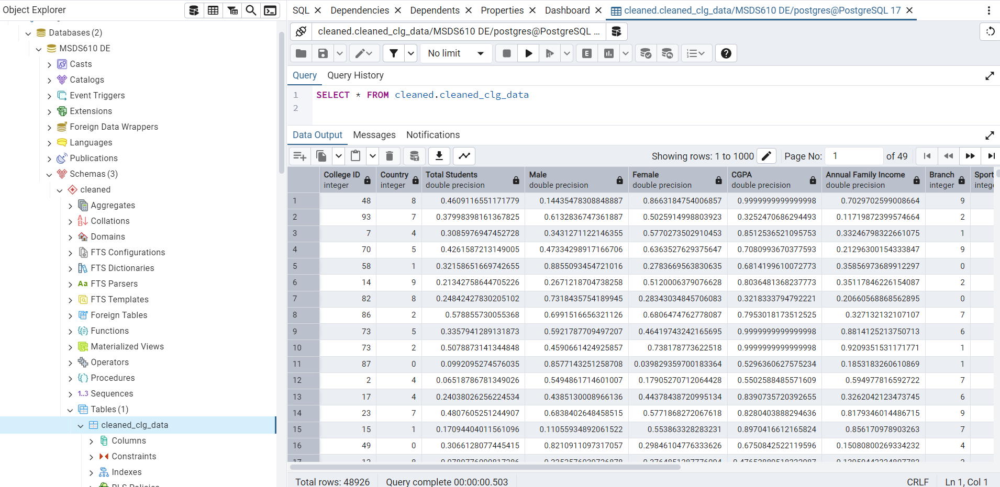 Object Explorer
Databases (2)
MSDS610 DE
Casts
Catalogs
Event Triggers
Extensions
Foreign Data Wrappers
Languages
Publications
Schemas (3)
cleaned
Aggregates
Collations
Domains
FTS Configurations
FTS Dictionaries
Aa FTS Parsers
FTS Templates
Foreign Tables
Functions
Materialized Views
Operators
Procedures
1..3 Sequences
Tables (1)
cleaned_clg_data
Columns
Constraints
Indexes
RLS Policies
SQL Dependencies Dependents Properties Dashboard cleaned.cleaned_clg_data/MSDS610 DE/postgres@PostgreSQL 17
cleaned.cleaned_clg_data/MSDS610 DE/postgres@PostgreSQL ...
No limit E
Query Query History
1 SELECT * FROM cleaned.cleaned_clg_data
2
Data Output Messages Notifications
Showing rows: 1 to 1000 Page No: 1 of 49
College ID Country Total Students Male Female CGPA Annual Family Income Branch Sport
integer integer double precision double precision double precision double precision double precision integer intege
1 48 8 0.4609116551171779 0.14435478308848887 0.8663184754006857 0.9999999999999998 0.7029702599008664 9
2 93 7 0.37998398161367825 0.6132836747361887 0.5025914998803923 0.3252470686294493 0.11719872399574664 2
3 7 4 0.3085976947452728 0.3431271122146355 0.5770273502910453 0.8512536521095753 0.33246798322661075 1
4 70 5 0.4261587213149005 0.47334298917166706 0.6363527629375647 0.7080993670377593 0.21296300154333847 9
5 58 1 0.32158651669742655 0.8855093454721016 0.2783669563830635 0.6814199610072773 0.35856973689912297 0
6 14 9 0.21342758644705226 0.2671218704738258 0.5120006379076628 0.8036481368237773 0.35117846226154087 2
7 82 8 0.24842427830205102 0.7318435754189945 0.28343034845706083 0.3218333794792221 0.20660568868562895 0
8 86 2 0.578855730055368 0.6991516656321126 0.6806474762778087 0.7953018173512525 0.327132132107107 7
9 73 5 0.3357941289131873 0.5921787709497207 0.46419743242165695 0.9999999999999998 0.8814125213750713 6
10 73 2 0.5078873141344848 0.4590661424925857 0.738178773622518 0.9999999999999998 0.9209351531171771 1
11 87 0 0.0992095274576035 0.8577143251258708 0.039829359700183364 0.5296360627575234 0.1853183260610869 1
12 2 4 0.06518786781349026 0.5494861714601007 0.17905270712064428 0.5502588485571609 0.594977816592722 7
13 17 4 0.24038026256224534 0.4385130008966136 0.44378438720995134 0.8390735720392655 0.3262042123473745 6
14 23 7 0.4807605251244907 0.6838402648458515 0.5771868272067618 0.8280403888294636 0.8179346014486715 9
15 15 1 0.17094404011561096 0.11055934892061522 0.553863328283231 0.8970416612165824 0.856170978903263 7
16 49 0 0.3066128077445415 0.8210911097317057 0.29846104776333626 0.6750842522119596 0.15080800269334232 4
Total rows: 48926 Query complete 00:00:00.503 CRLF Ln 1, Col 1